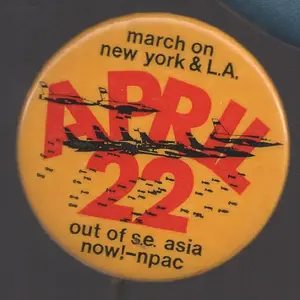 march on
new york & L.A.
APRIL
22
out of s.e. asia
now!-npac